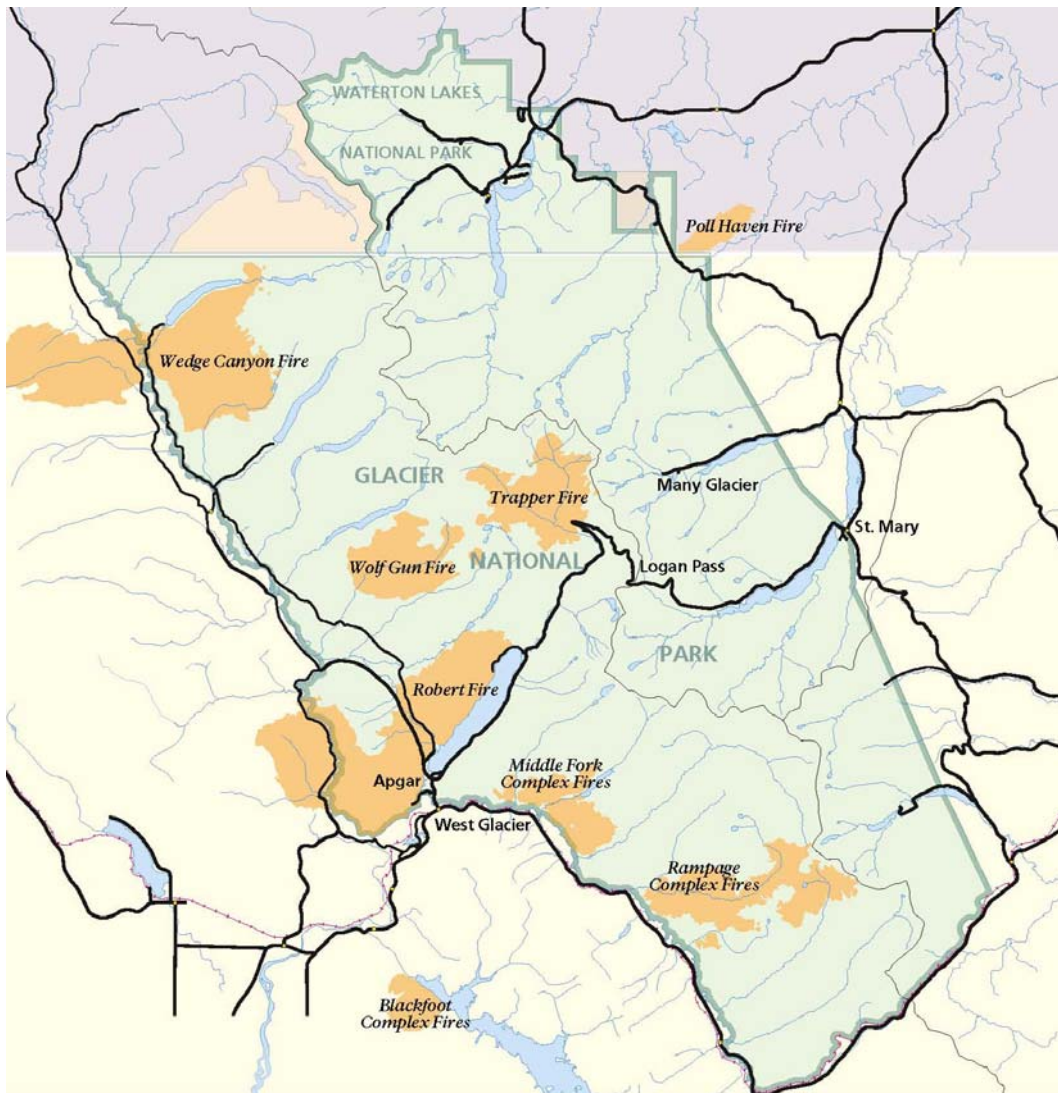 WATERTON LAKES
NATIONAL PARK
Poll Haven Fire
Wedge Canyon Fire
GLACIER
Trapper Fire
Many Glacier
St. Mary
NATIONAL
Wolf Gun Fire
Logan Pass
PARK
Robert Fire
Middle Fork
Complex Fires
Apgar
West Glacier
Rampage
Complex Fires
Blackfoot
Complex Fires